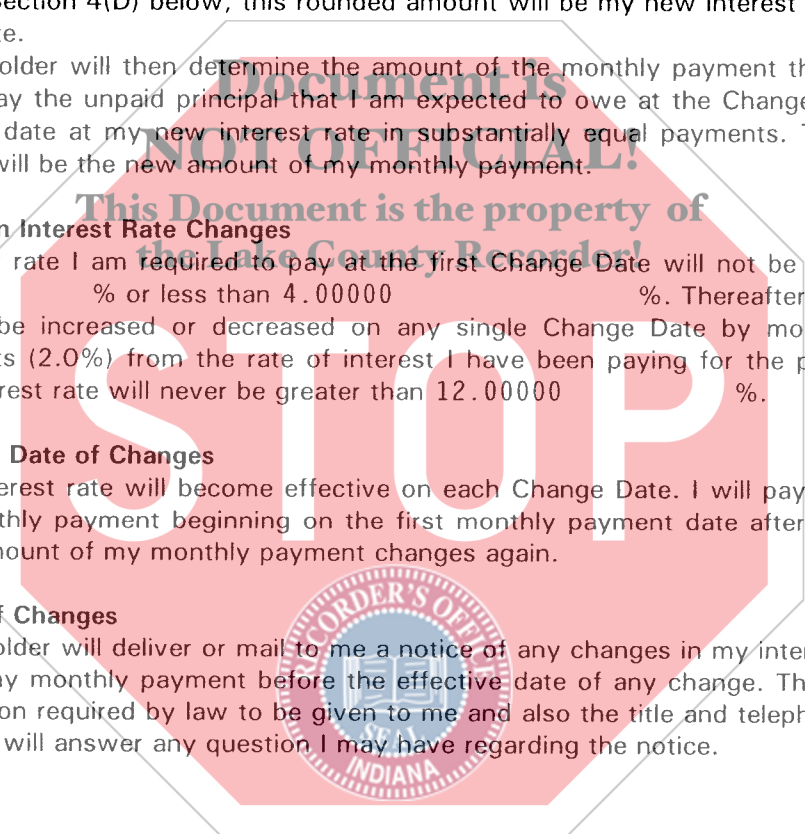 Section 4(D) below, this rounded amount will be my new interest
te.
older will then determine the amount of the monthly payment th
ay the unpaid principal that I am expected to owe at the Change
date at my new interest rate in substantially equal payments. T
will be the new amount of my monthly payment.
Document is
NOT OFFICIAL!
This Document is the property of
the Lake County Recorder!
n Interest Rate Changes
rate I am required to pay at the first Change Date will not be
% or less than 4.00000 %. Thereafter
be increased or decreased on any single Change Date by mo
ts (2.0%) from the rate of interest I have been paying for the p
rest rate will never be greater than 12.00000 %.
STOP
Date of Changes
erest rate will become effective on each Change Date. I will pay
thly payment beginning on the first monthly payment date after
mount of my monthly payment changes again.
f Changes
older will deliver or mail to me a notice of any changes in my inter
ny monthly payment before the effective date of any change. Th
on required by law to be given to me and also the title and teleph
will answer any question I may have regarding the notice.
RECORDER'S OFFICE
SEAL
INDIANA